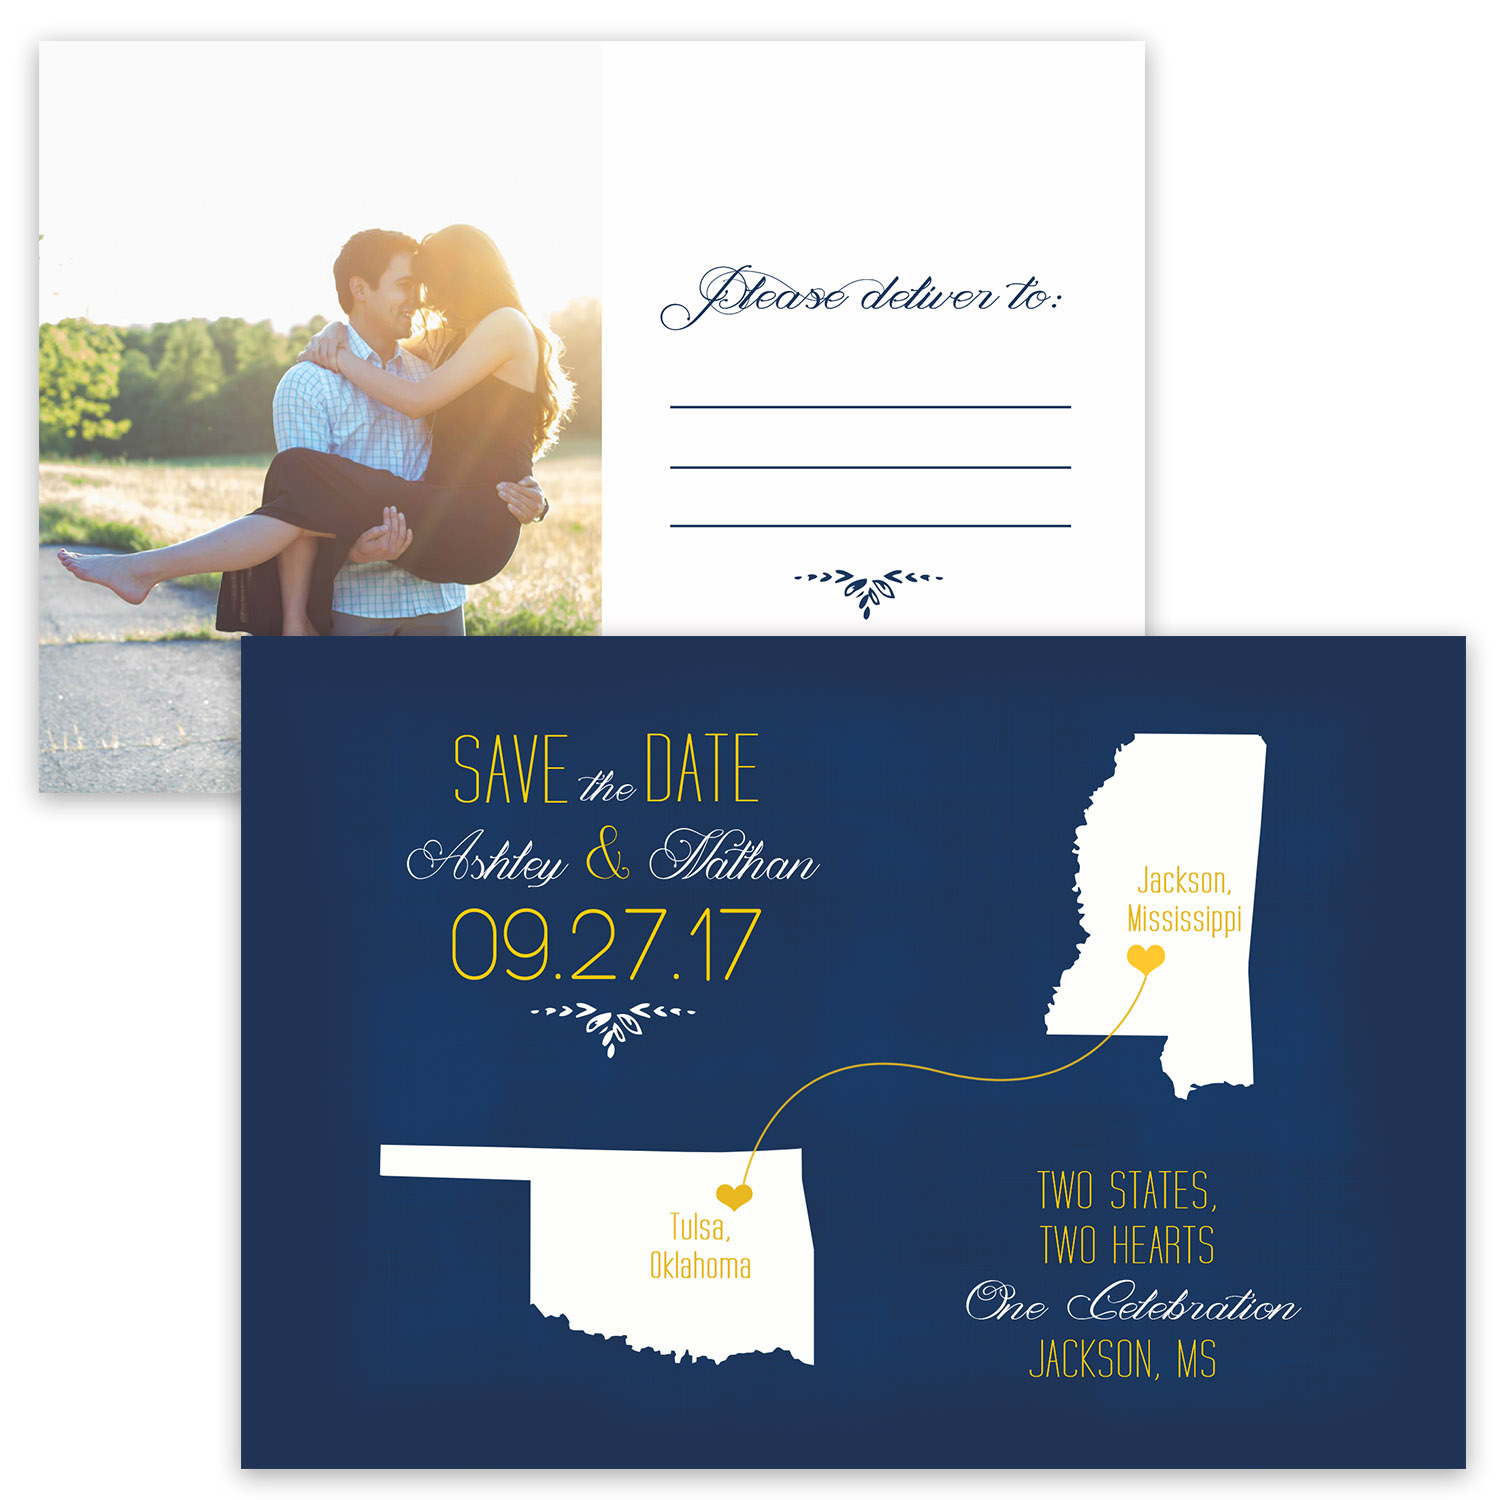 Please deliver to:
SAVE the DATE
Ashley & Nathan
09.27.17
Jackson,
Mississippi
Tulsa,
Oklahoma
TWO STATES,
TWO HEARTS
One Celebration
JACKSON, MS